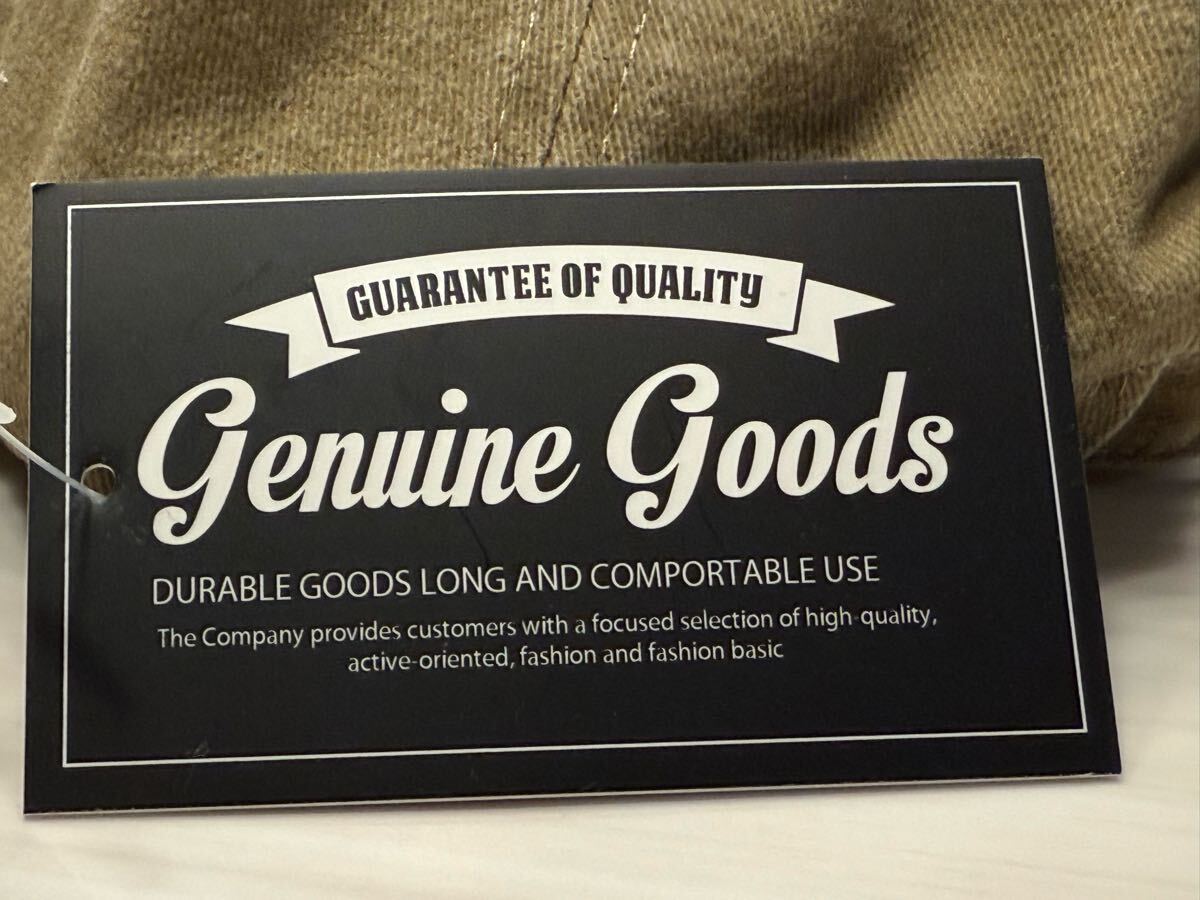 GUARANTEE OF QUALITY
Genuine Goods
DURABLE GOODS LONG AND COMPORTABLE USE
The Company provides customers with a focused selection of high-quality,
active-oriented, fashion and fashion basic